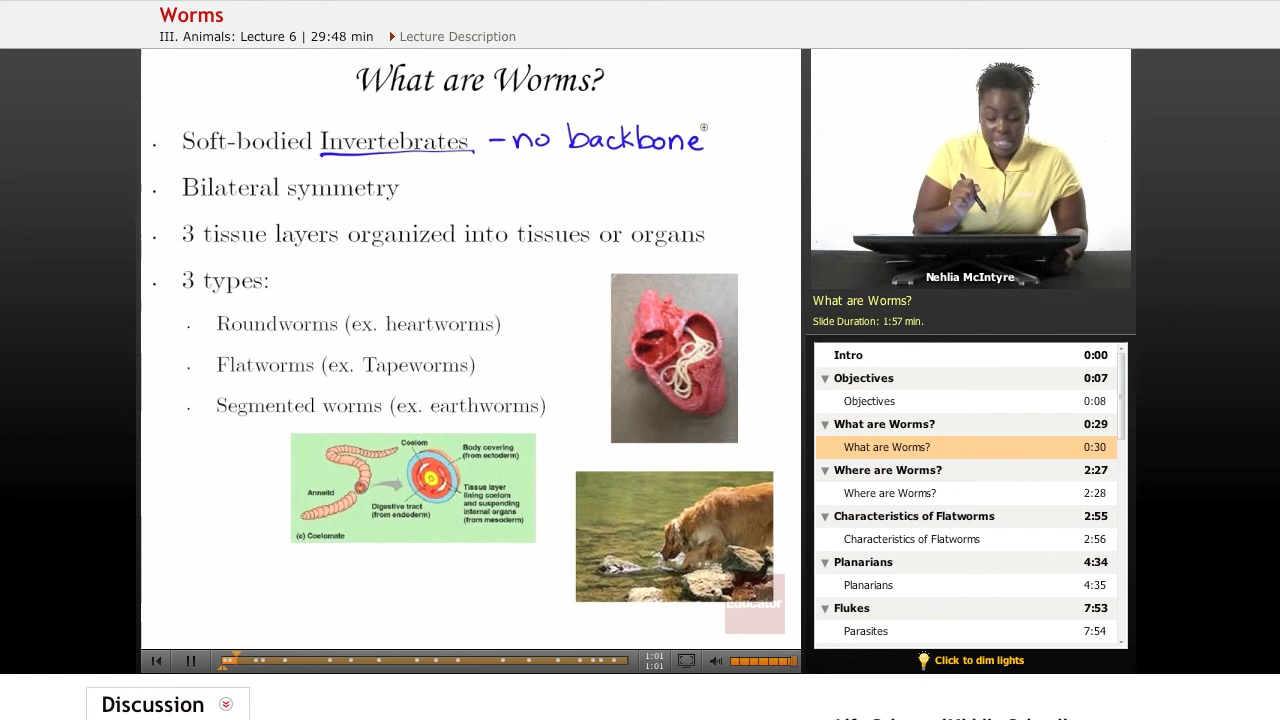 Worms
III. Animals: Lecture 6 | 29:48 min Lecture Description
What are Worms?
· Soft-bodied Invertebrates - no backbone
· Bilateral symmetry
· 3 tissue layers organized into tissues or organs
· 3 types:
· Roundworms (ex. heartworms)
· Flatworms (ex. Tapeworms)
· Segmented worms (ex. earthworms)
Coelom
Body covering
(from ectoderm)
Annelid
Tissue layer
lining coelom
and suspending
internal organs
(from mesoderm)
Digestive tract
(from endoderm)
(c) Coelomate
Educator
1:01
1:01
Nehlia McIntyre
What are Worms?
Slide Duration: 1:57 min.
Intro 0:00
Objectives 0:07
Objectives 0:08
What are Worms? 0:29
What are Worms? 0:30
Where are Worms? 2:27
Where are Worms? 2:28
Characteristics of Flatworms 2:55
Characteristics of Flatworms 2:56
Planarians 4:34
Planarians 4:35
Flukes 7:53
Parasites 7:54
Click to dim lights
Discussion